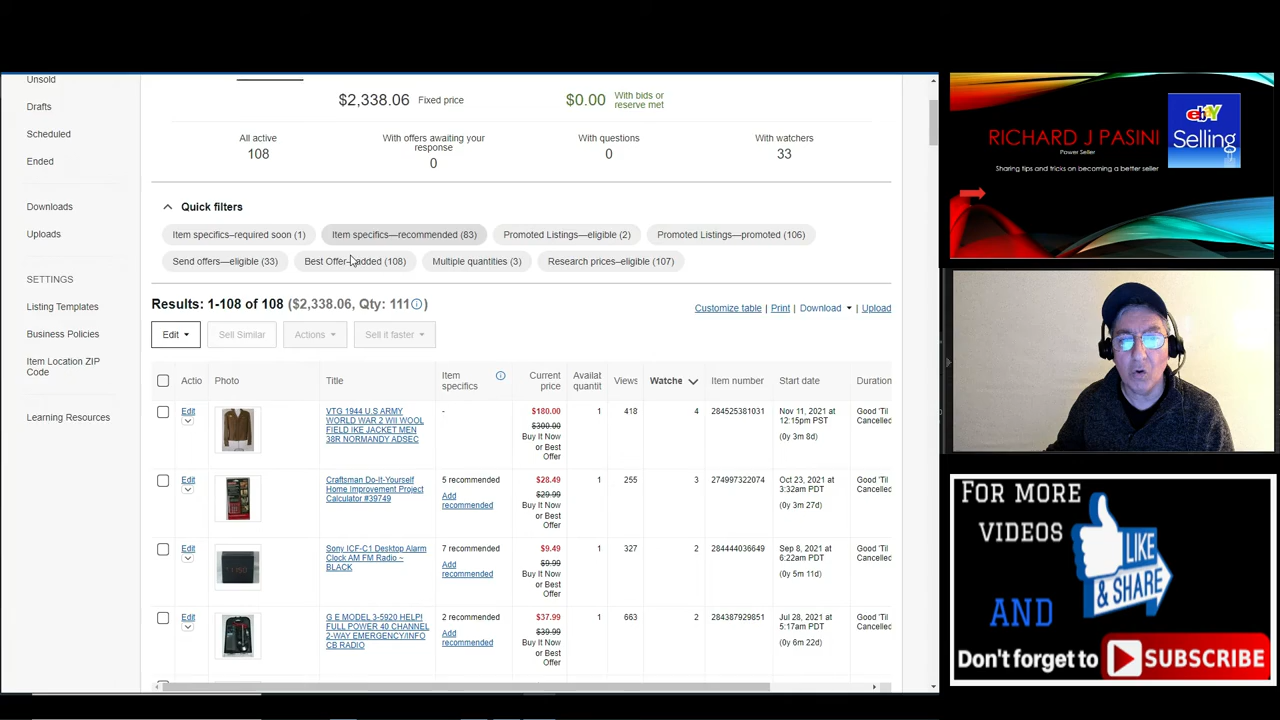 Unsold
Drafts
Scheduled
Ended
Downloads
Uploads
SETTINGS
Listing Templates
Business Policies
Item Location ZIP
Code
Learning Resources
$2,338.06 Fixed price
$0.00 With bids or
reserve met
All active
108
With offers awaiting your
response
0
With questions
0
With watchers
33
Quick filters
Item specifics–required soon (1)
Item specifics—recommended (83)
Promoted Listings—eligible (2)
Promoted Listings—promoted (106)
Send offers—eligible (33)
Best Offer—added (108)
Multiple quantities (3)
Research prices–eligible (107)
Results: 1-108 of 108 ($2,338.06, Qty: 111)
Customize table | Print | Download | Upload
Edit
Sell Similar
Actions
Sell it faster
Actio
Photo
Title
Item
specifics
Current
price
Availat
quantit
Views
Watche
Item number
Start date
Duration
Edit
VTG 1944 U.S ARMY
WORLD WAR 2 WII WOOL
FIELD IKE JACKET MEN
38R NORMANDY ADSEC
-
$180.00
$300.00
Buy It Now
or Best
Offer
1
418
4
284525381031
Nov 11, 2021 at
12:15pm PST
(0y 3m 8d)
Good 'Til
Cancelled
Edit
Craftsman Do-It-Yourself
Home Improvement Project
Calculator #39749
5 recommended
Add
recommended
$28.49
$29.99
Buy It Now
or Best
Offer
1
255
3
274997322074
Oct 23, 2021 at
3:32am PDT
(0y 3m 27d)
Good 'Til
Cancelled
Edit
Sony ICF-C1 Desktop Alarm
Clock AM FM Radio ~
BLACK
7 recommended
Add
recommended
$9.49
$9.99
Buy It Now
or Best
Offer
1
327
2
284444036649
Sep 8, 2021 at
6:22am PDT
(0y 5m 11d)
Good 'Til
Cancelled
Edit
G E MODEL 3-5920 HELP!
FULL POWER 40 CHANNEL
2-WAY EMERGENCY/INFO
CB RADIO
2 recommended
Add
recommended
$37.99
$39.99
Buy It Now
or Best
Offer
1
663
2
284387929851
Jul 28, 2021 at
5:17am PDT
(0y 6m 22d)
Good 'Til
Cancelled
RICHARD J PASINI
Power Seller
Sharing tips and tricks on becoming a better seller
ebY
Selling
FOR MORE
VIDEOS
LIKE
& SHARE
AND
Don't forget to SUBSCRIBE